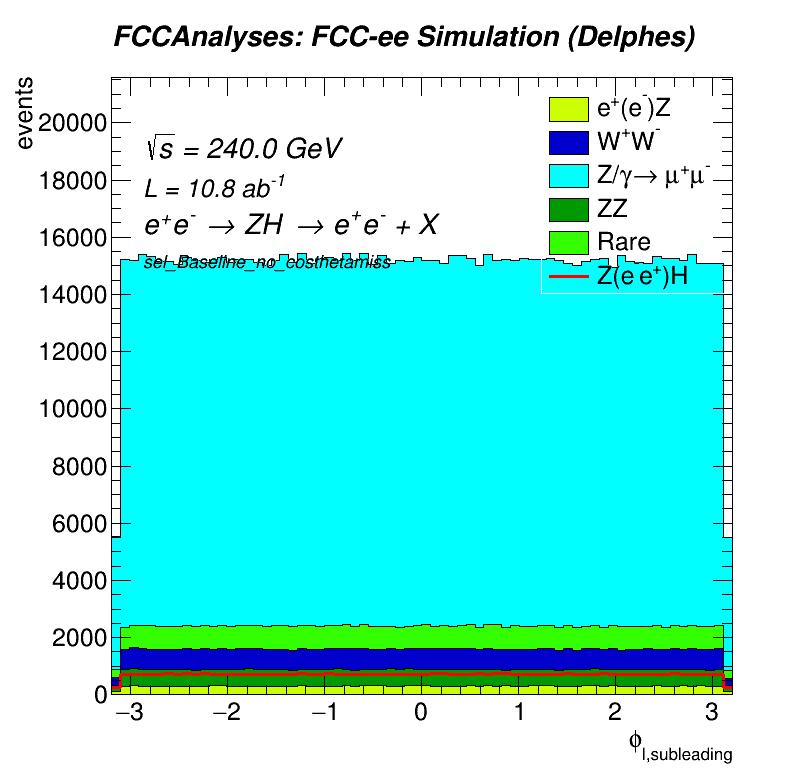 FCCAnalyses: FCC-ee Simulation (Delphes)
events
√s = 240.0 GeV
L = 10.8 ab⁻¹
e⁺e⁻ → ZH → e⁺e⁻ + X
sel_Baseline_no_costhetamiss
e⁺(e⁻)Z
W⁺W⁻
Z/γ→ μ⁺μ⁻
ZZ
Rare
Z(e⁻e⁺)H
20000
18000
16000
14000
12000
10000
8000
6000
4000
2000
0
−3 −2 −1 0 1 2 3
ϕ_l,subleading